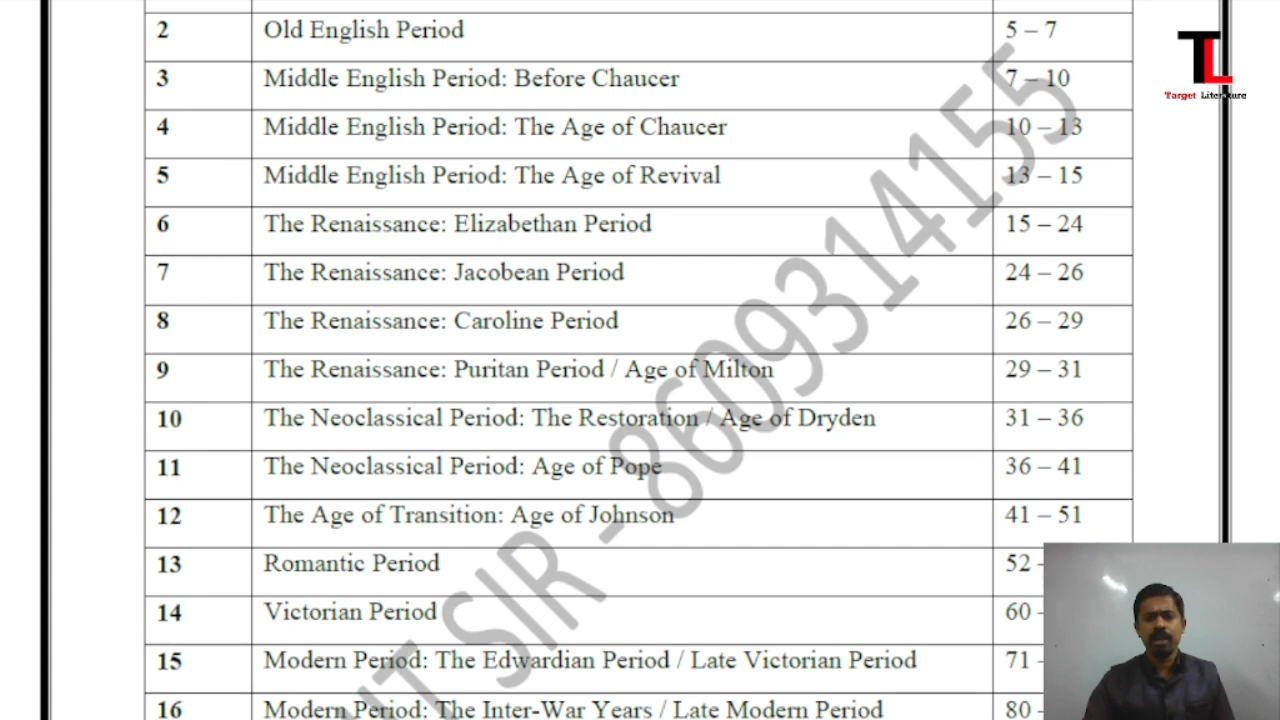 2 Old English Period 5 – 7
TL
Target Literature
3 Middle English Period: Before Chaucer 7 – 10
4 Middle English Period: The Age of Chaucer 10 – 13
5 Middle English Period: The Age of Revival 13 – 15
6 The Renaissance: Elizabethan Period 15 – 24
7 The Renaissance: Jacobean Period 24 – 26
8 The Renaissance: Caroline Period 26 – 29
9 The Renaissance: Puritan Period / Age of Milton 29 – 31
10 The Neoclassical Period: The Restoration / Age of Dryden 31 – 36
11 The Neoclassical Period: Age of Pope 36 – 41
12 The Age of Transition: Age of Johnson 41 – 51
13 Romantic Period 52 -
14 Victorian Period 60 -
15 Modern Period: The Edwardian Period / Late Victorian Period 71 -
16 Modern Period: The Inter-War Years / Late Modern Period 80 -
SIR – 8609314155